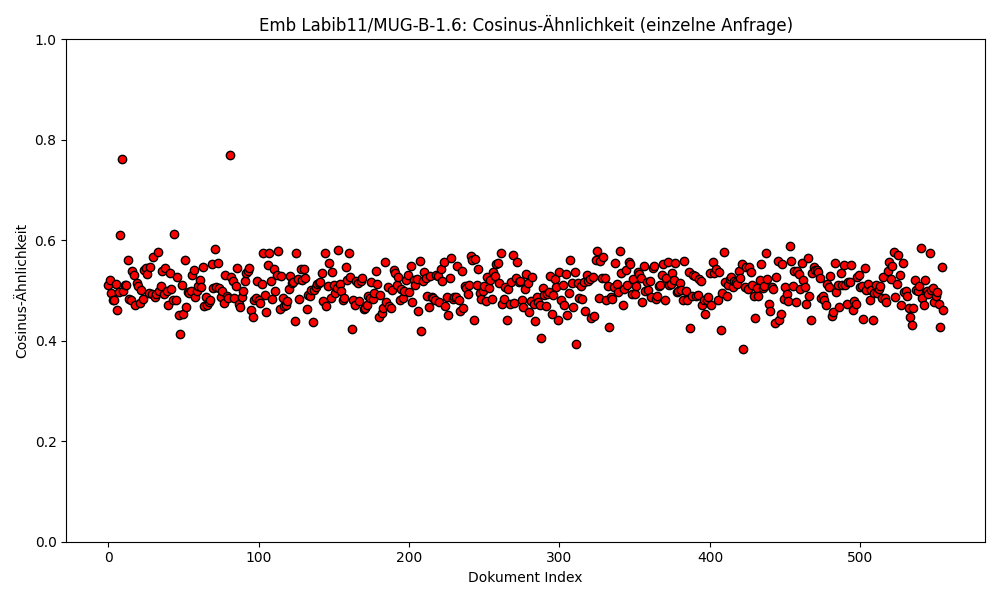 Emb Labib11/MUG-B-1.6: Cosinus-Ähnlichkeit (einzelne Anfrage)
1.0
0.8
0.6
0.4
0.2
0.0
Cosinus-Ähnlichkeit
0 100 200 300 400 500
Dokument Index